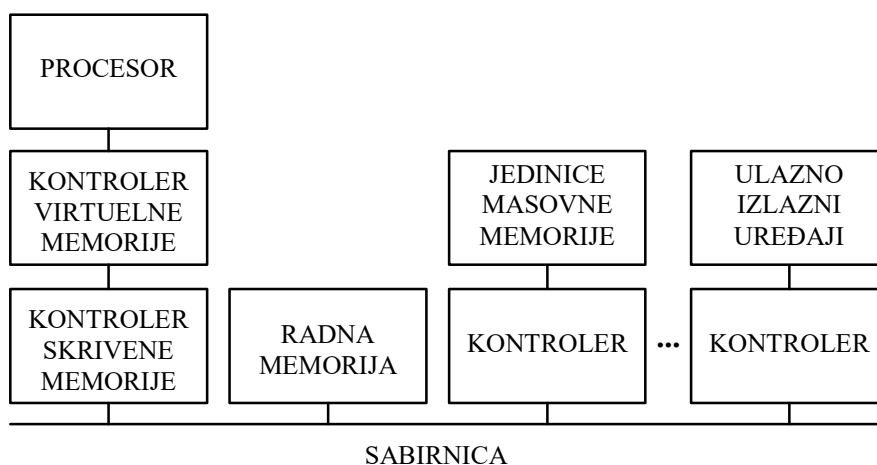 PROCESOR
KONTROLER
VIRTUELNE
MEMORIJE
JEDINICE
MASOVNE
MEMORIJE
ULAZNO
IZLAZNI
UREĐAJI
KONTROLER
SKRIVENE
MEMORIJE
RADNA
MEMORIJA
KONTROLER
...
KONTROLER
SABIRNICA